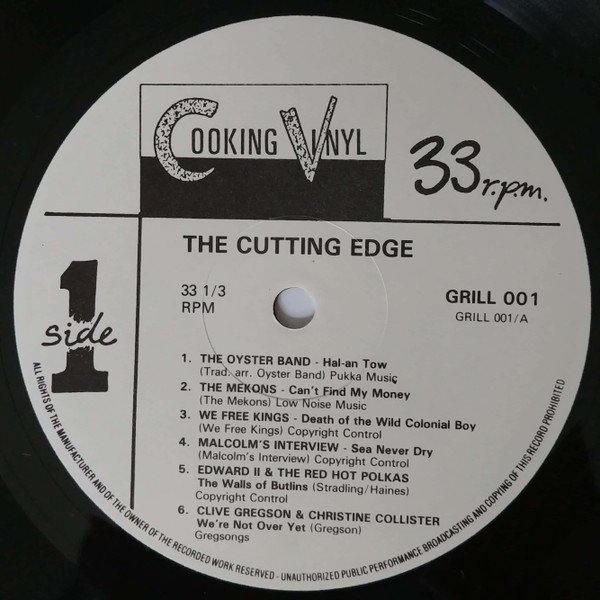 COOKING VINYL
33 r.p.m.
THE CUTTING EDGE
33 1/3
RPM
GRILL 001
GRILL 001/A
side 1
1. THE OYSTER BAND - Hal-an Tow
(Trad. arr. Oyster Band) Pukka Music
2. THE MEKONS - Can't Find My Money
(The Mekons) Low Noise Music
3. WE FREE KINGS - Death of the Wild Colonial Boy
(We Free Kings) Copyright Control
4. MALCOLM'S INTERVIEW - Sea Never Dry
(Malcolm's Interview) Copyright Control
5. EDWARD II & THE RED HOT POLKAS
The Walls of Butlins (Stradling/Haines)
Copyright Control
6. CLIVE GREGSON & CHRISTINE COLLISTER
We're Not Over Yet (Gregson)
Gregsongs
ALL RIGHTS OF THE MANUFACTURER AND OF THE OWNER OF THE RECORDED WORK RESERVED - UNAUTHORIZED PUBLIC PERFORMANCE BROADCASTING AND COPYING OF THIS RECORD PROHIBITED